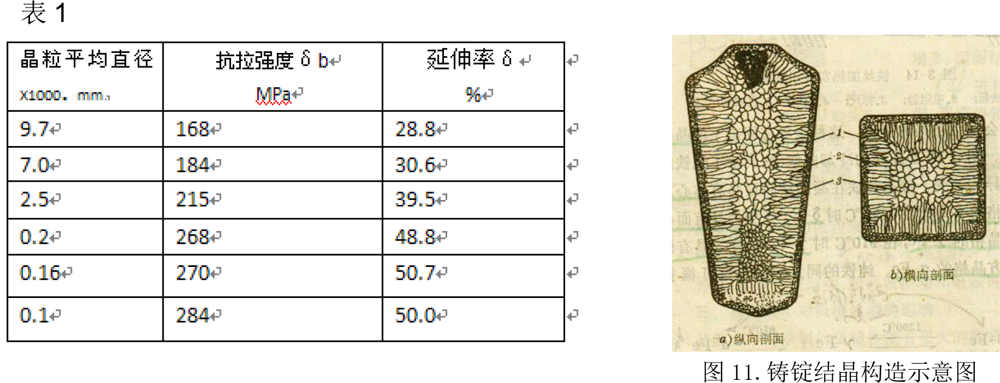 表 1
晶粒平均直径 抗拉强度 δ b 延伸率 δ
X1000. mm. MPa %
9.7 168 28.8
7.0 184 30.6
2.5 215 39.5
0.2 268 48.8
0.16 270 50.7
0.1 284 50.0
1
2
3
b)横向剖面
a)纵向剖面
图 11. 铸锭结晶构造示意图